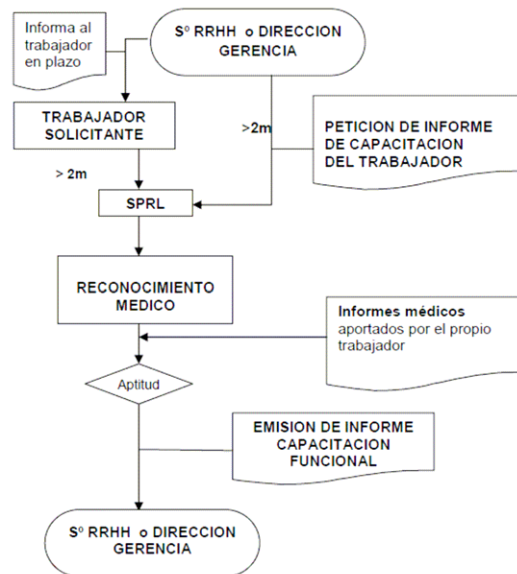 Informa al
trabajador
en plazo
Sº RRHH o DIRECCION
GERENCIA
TRABAJADOR
SOLICITANTE
>2m
PETICION DE INFORME
DE CAPACITACION
DEL TRABAJADOR
> 2m
SPRL
RECONOCIMIENTO
MEDICO
Informes médicos
aportados por el propio
trabajador
Aptitud
EMISION DE INFORME
CAPACITACION
FUNCIONAL
Sº RRHH o DIRECCION
GERENCIA